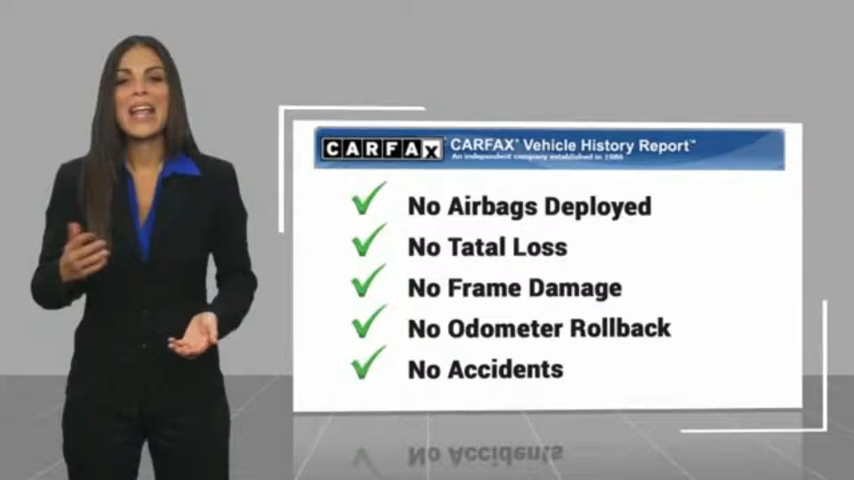 CARFAX CARFAX® Vehicle History Report™
An independent company established in 1986
No Airbags Deployed
No Tatal Loss
No Frame Damage
No Odometer Rollback
No Accidents
No Accidents